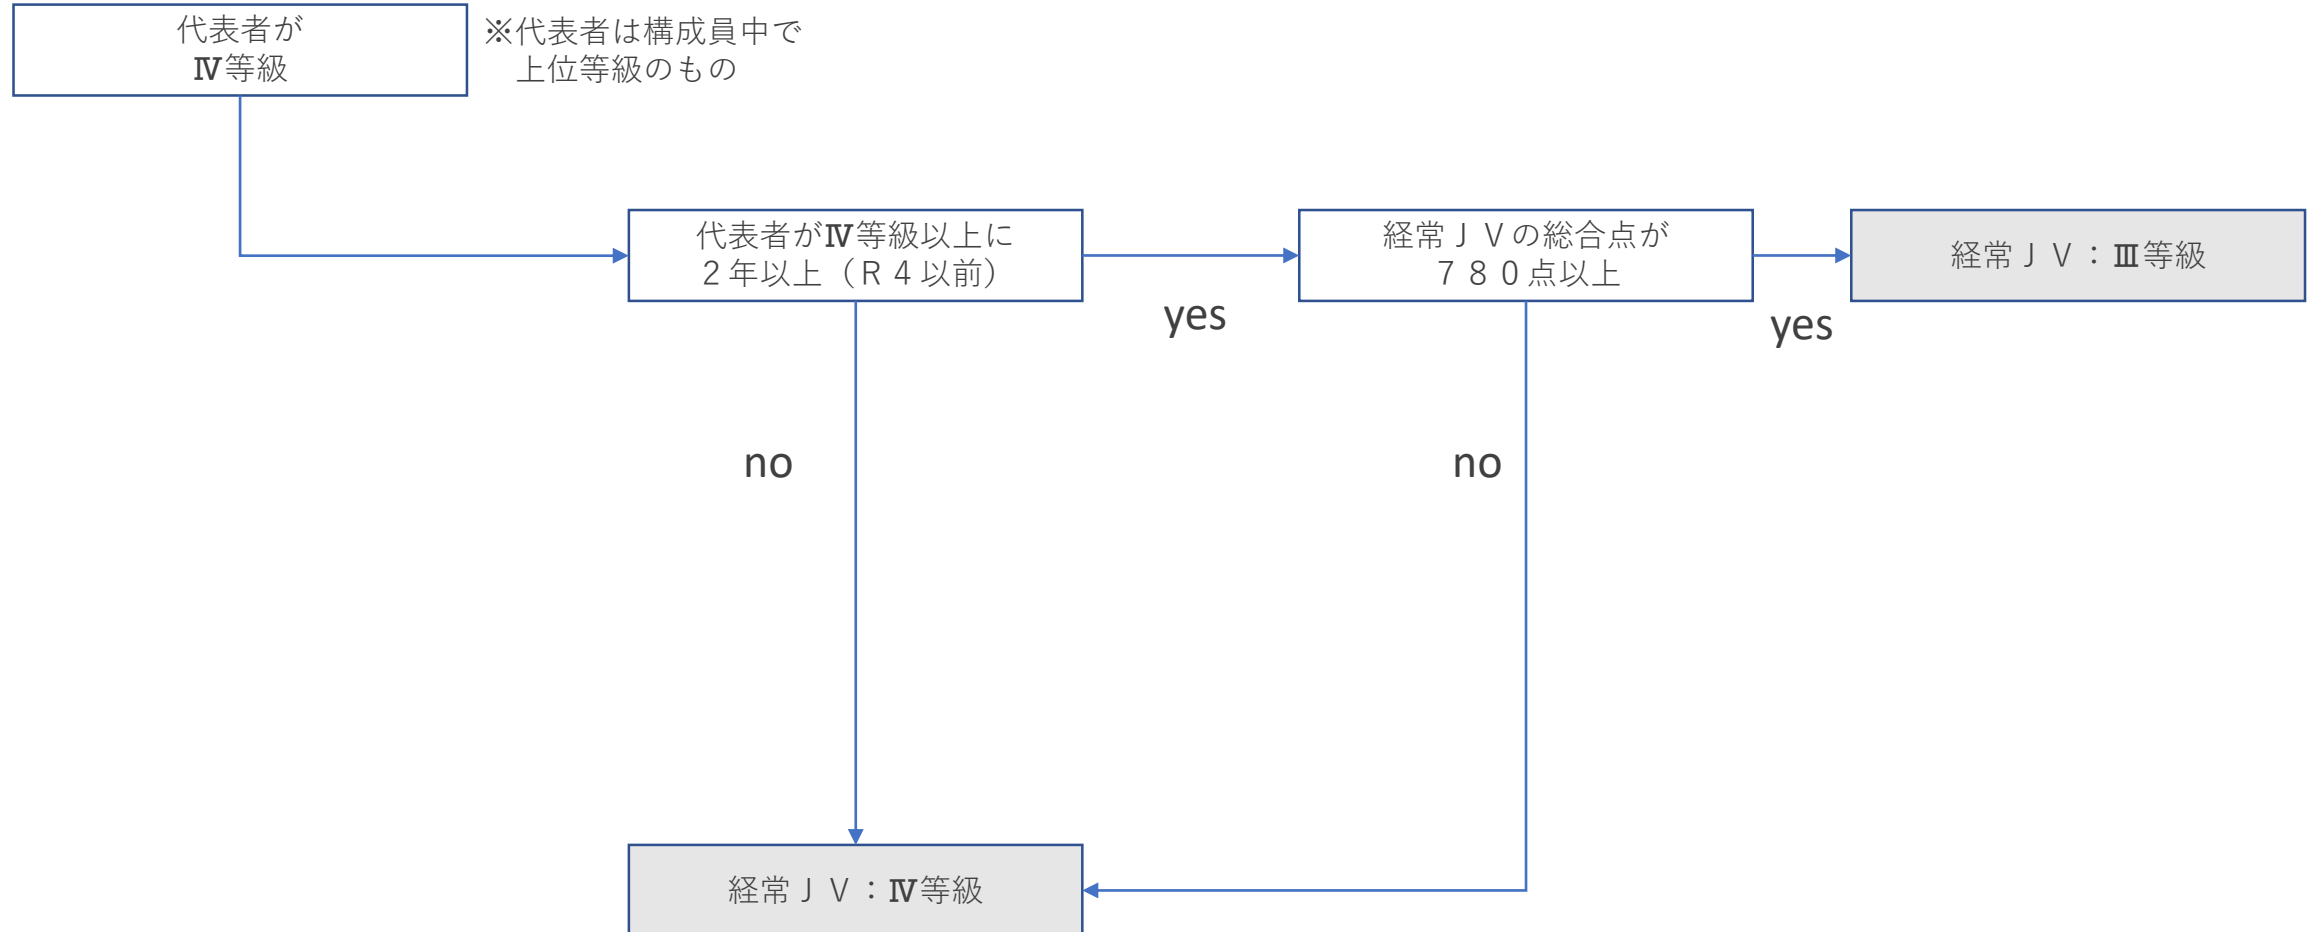 代表者が
Ⅳ等級
※代表者は構成員中で
上位等級のもの
代表者がⅣ等級以上に
２年以上（Ｒ４以前）
経常ＪＶの総合点が
７８０点以上
経常ＪＶ：Ⅲ等級
yes
yes
no
no
経常ＪＶ：Ⅳ等級